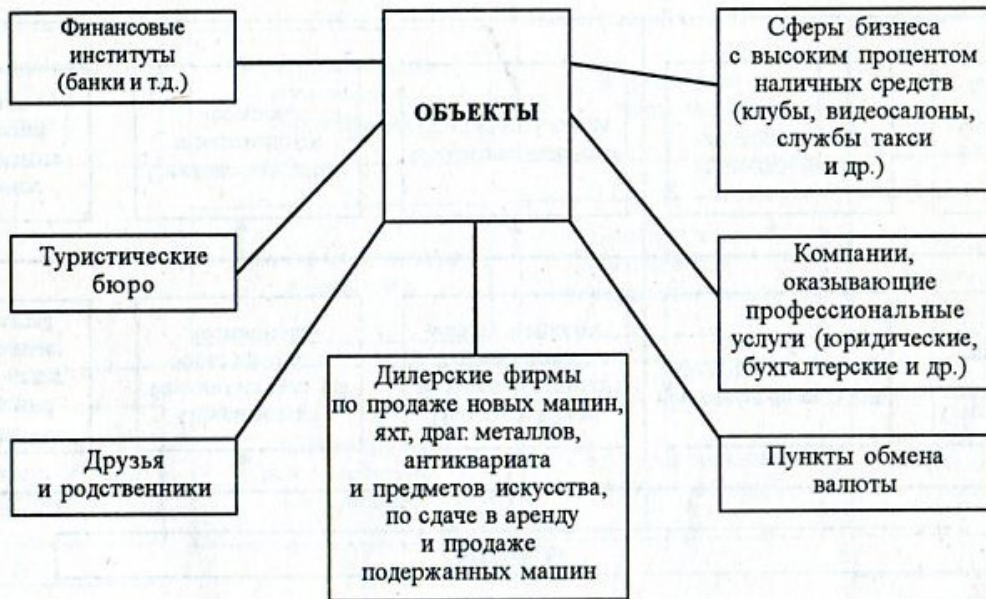 Финансовые
институты
(банки и т.д.)
ОБЪЕКТЫ
Сферы бизнеса
с высоким процентом
наличных средств
(клубы, видеосалоны,
службы такси
и др.)
Туристические
бюро
Компании,
оказывающие
профессиональные
услуги (юридические,
бухгалтерские и др.)
Дилерские фирмы
по продаже новых машин,
яхт, драг. металлов,
антиквариата
и предметов искусства,
по сдаче в аренду
и продаже
подержанных машин
Друзья
и родственники
Пункты обмена
валюты